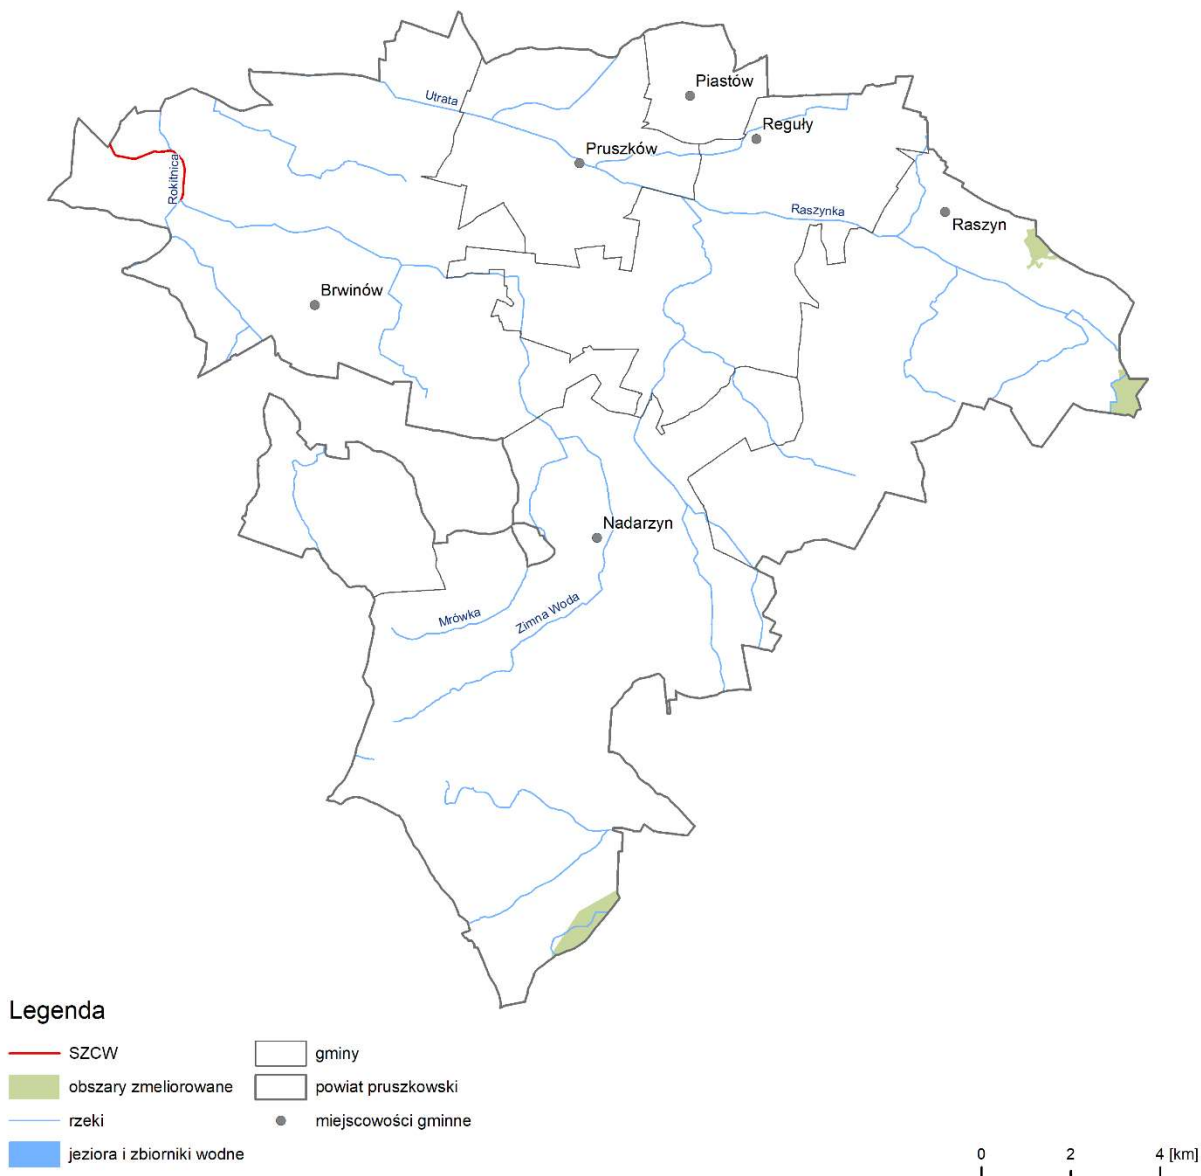 Piastów
Utrata
Reguły
Pruszków
Rokitnica
Raszynka
Raszyn
Brwinów
Nadarzyn
Mrówka
Zimna Woda
Legenda
SZCW
gminy
obszary zmeliorowane
powiat pruszkowski
rzeki
miejscowości gminne
jeziora i zbiorniki wodne
0 2 4 [km]